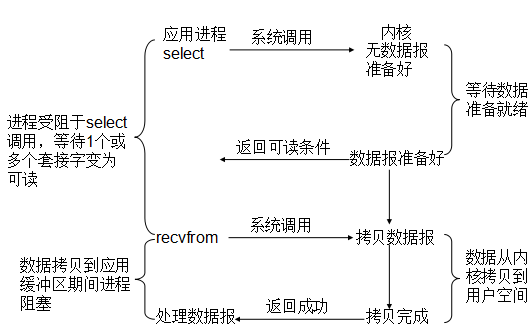 应用进程
select
系统调用
内核
无数据报
准备好
等待数据
准备就绪
进程受阻于select
调用，等待1个或
多个套接字变为
可读
返回可读条件
数据报准备好
recvfrom
系统调用
拷贝数据报
数据拷贝到应用
缓冲区期间进程
阻塞
数据从内
核拷贝到
用户空间
处理数据报
返回成功
拷贝完成